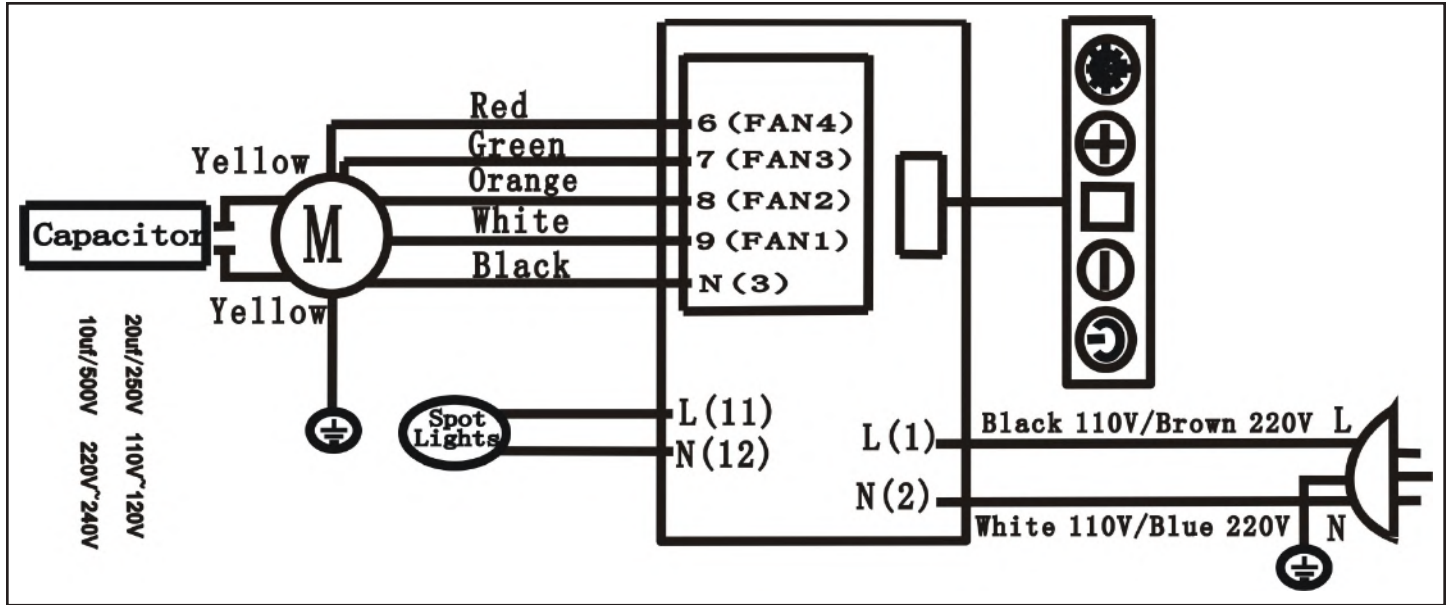 Red
6 (FAN4)
Yellow
Green
7 (FAN3)
Orange
8 (FAN2)
White
9 (FAN1)
Capacitor
M
Black
N (3)
Yellow
20uf/250V 110V~120V
10uf/500V 220V~240V
Spot
Lights
L(11)
N(12)
L(1)
Black 110V/Brown 220V
L
N(2)
White 110V/Blue 220V
N